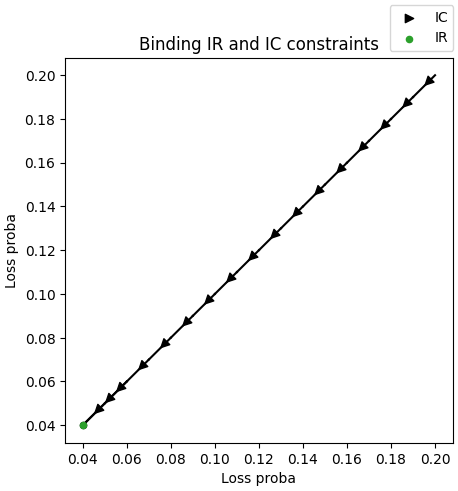 IC
IR
Binding IR and IC constraints
Loss proba
0.20
0.18
0.16
0.14
0.12
0.10
0.08
0.06
0.04
0.04 0.06 0.08 0.10 0.12 0.14 0.16 0.18 0.20
Loss proba